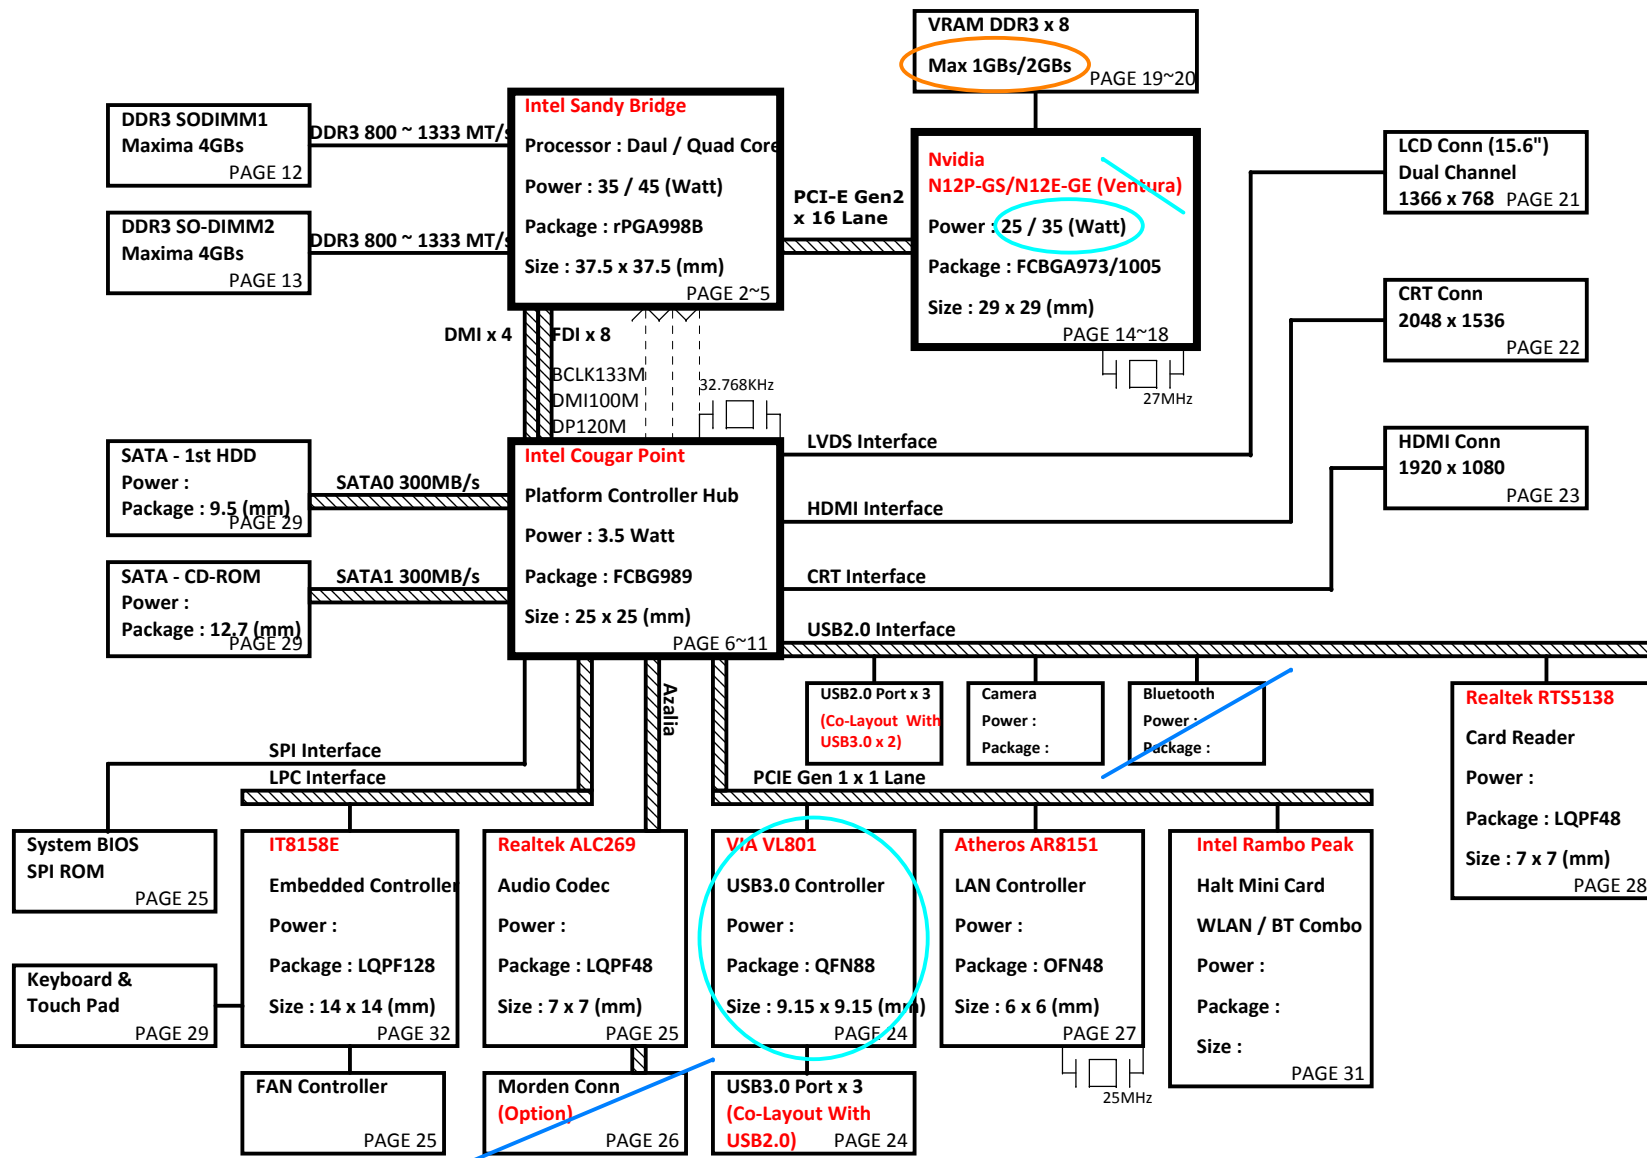 VRAM DDR3 x 8
Max 1GBs/2GBs
PAGE 19~20
DDR3 SODIMM1
Maxima 4GBs
PAGE 12
DDR3 800 ~ 1333 MT/s
DDR3 SO-DIMM2
Maxima 4GBs
PAGE 13
DDR3 800 ~ 1333 MT/s
Intel Sandy Bridge
Processor : Daul / Quad Core
Power : 35 / 45 (Watt)
Package : rPGA998B
Size : 37.5 x 37.5 (mm)
PAGE 2~5
PCI-E Gen2
x 16 Lane
Nvidia
N12P-GS/N12E-GE (Ventura)
Power : 25 / 35 (Watt)
Package : FCBGA973/1005
Size : 29 x 29 (mm)
PAGE 14~18
27MHz
LCD Conn (15.6")
Dual Channel
1366 x 768
PAGE 21
CRT Conn
2048 x 1536
PAGE 22
HDMI Conn
1920 x 1080
PAGE 23
DMI x 4
FDI x 8
BCLK133M
DMI100M
DP120M
32.768KHz
SATA - 1st HDD
Power :
Package : 9.5 (mm)
PAGE 29
SATA0 300MB/s
SATA - CD-ROM
Power :
Package : 12.7 (mm)
PAGE 29
SATA1 300MB/s
Intel Cougar Point
Platform Controller Hub
Power : 3.5 Watt
Package : FCBG989
Size : 25 x 25 (mm)
PAGE 6~11
LVDS Interface
HDMI Interface
CRT Interface
USB2.0 Interface
USB2.0 Port x 3
(Co-Layout With
USB3.0 x 2)
Camera
Power :
Package :
Bluetooth
Power :
Package :
Realtek RTS5138
Card Reader
Power :
Package : LQPF48
Size : 7 x 7 (mm)
PAGE 28
Azalia
SPI Interface
LPC Interface
PCIE Gen 1 x 1 Lane
System BIOS
SPI ROM
PAGE 25
Keyboard &
Touch Pad
PAGE 29
IT8158E
Embedded Controller
Power :
Package : LQPF128
Size : 14 x 14 (mm)
PAGE 32
FAN Controller
PAGE 25
Realtek ALC269
Audio Codec
Power :
Package : LQPF48
Size : 7 x 7 (mm)
PAGE 25
Morden Conn
(Option)
PAGE 26
VIA VL801
USB3.0 Controller
Power :
Package : QFN88
Size : 9.15 x 9.15 (mm)
PAGE 24
USB3.0 Port x 3
(Co-Layout With
USB2.0)
PAGE 24
Atheros AR8151
LAN Controller
Power :
Package : OFN48
Size : 6 x 6 (mm)
PAGE 27
25MHz
Intel Rambo Peak
Halt Mini Card
WLAN / BT Combo
Power :
Package :
Size :
PAGE 31